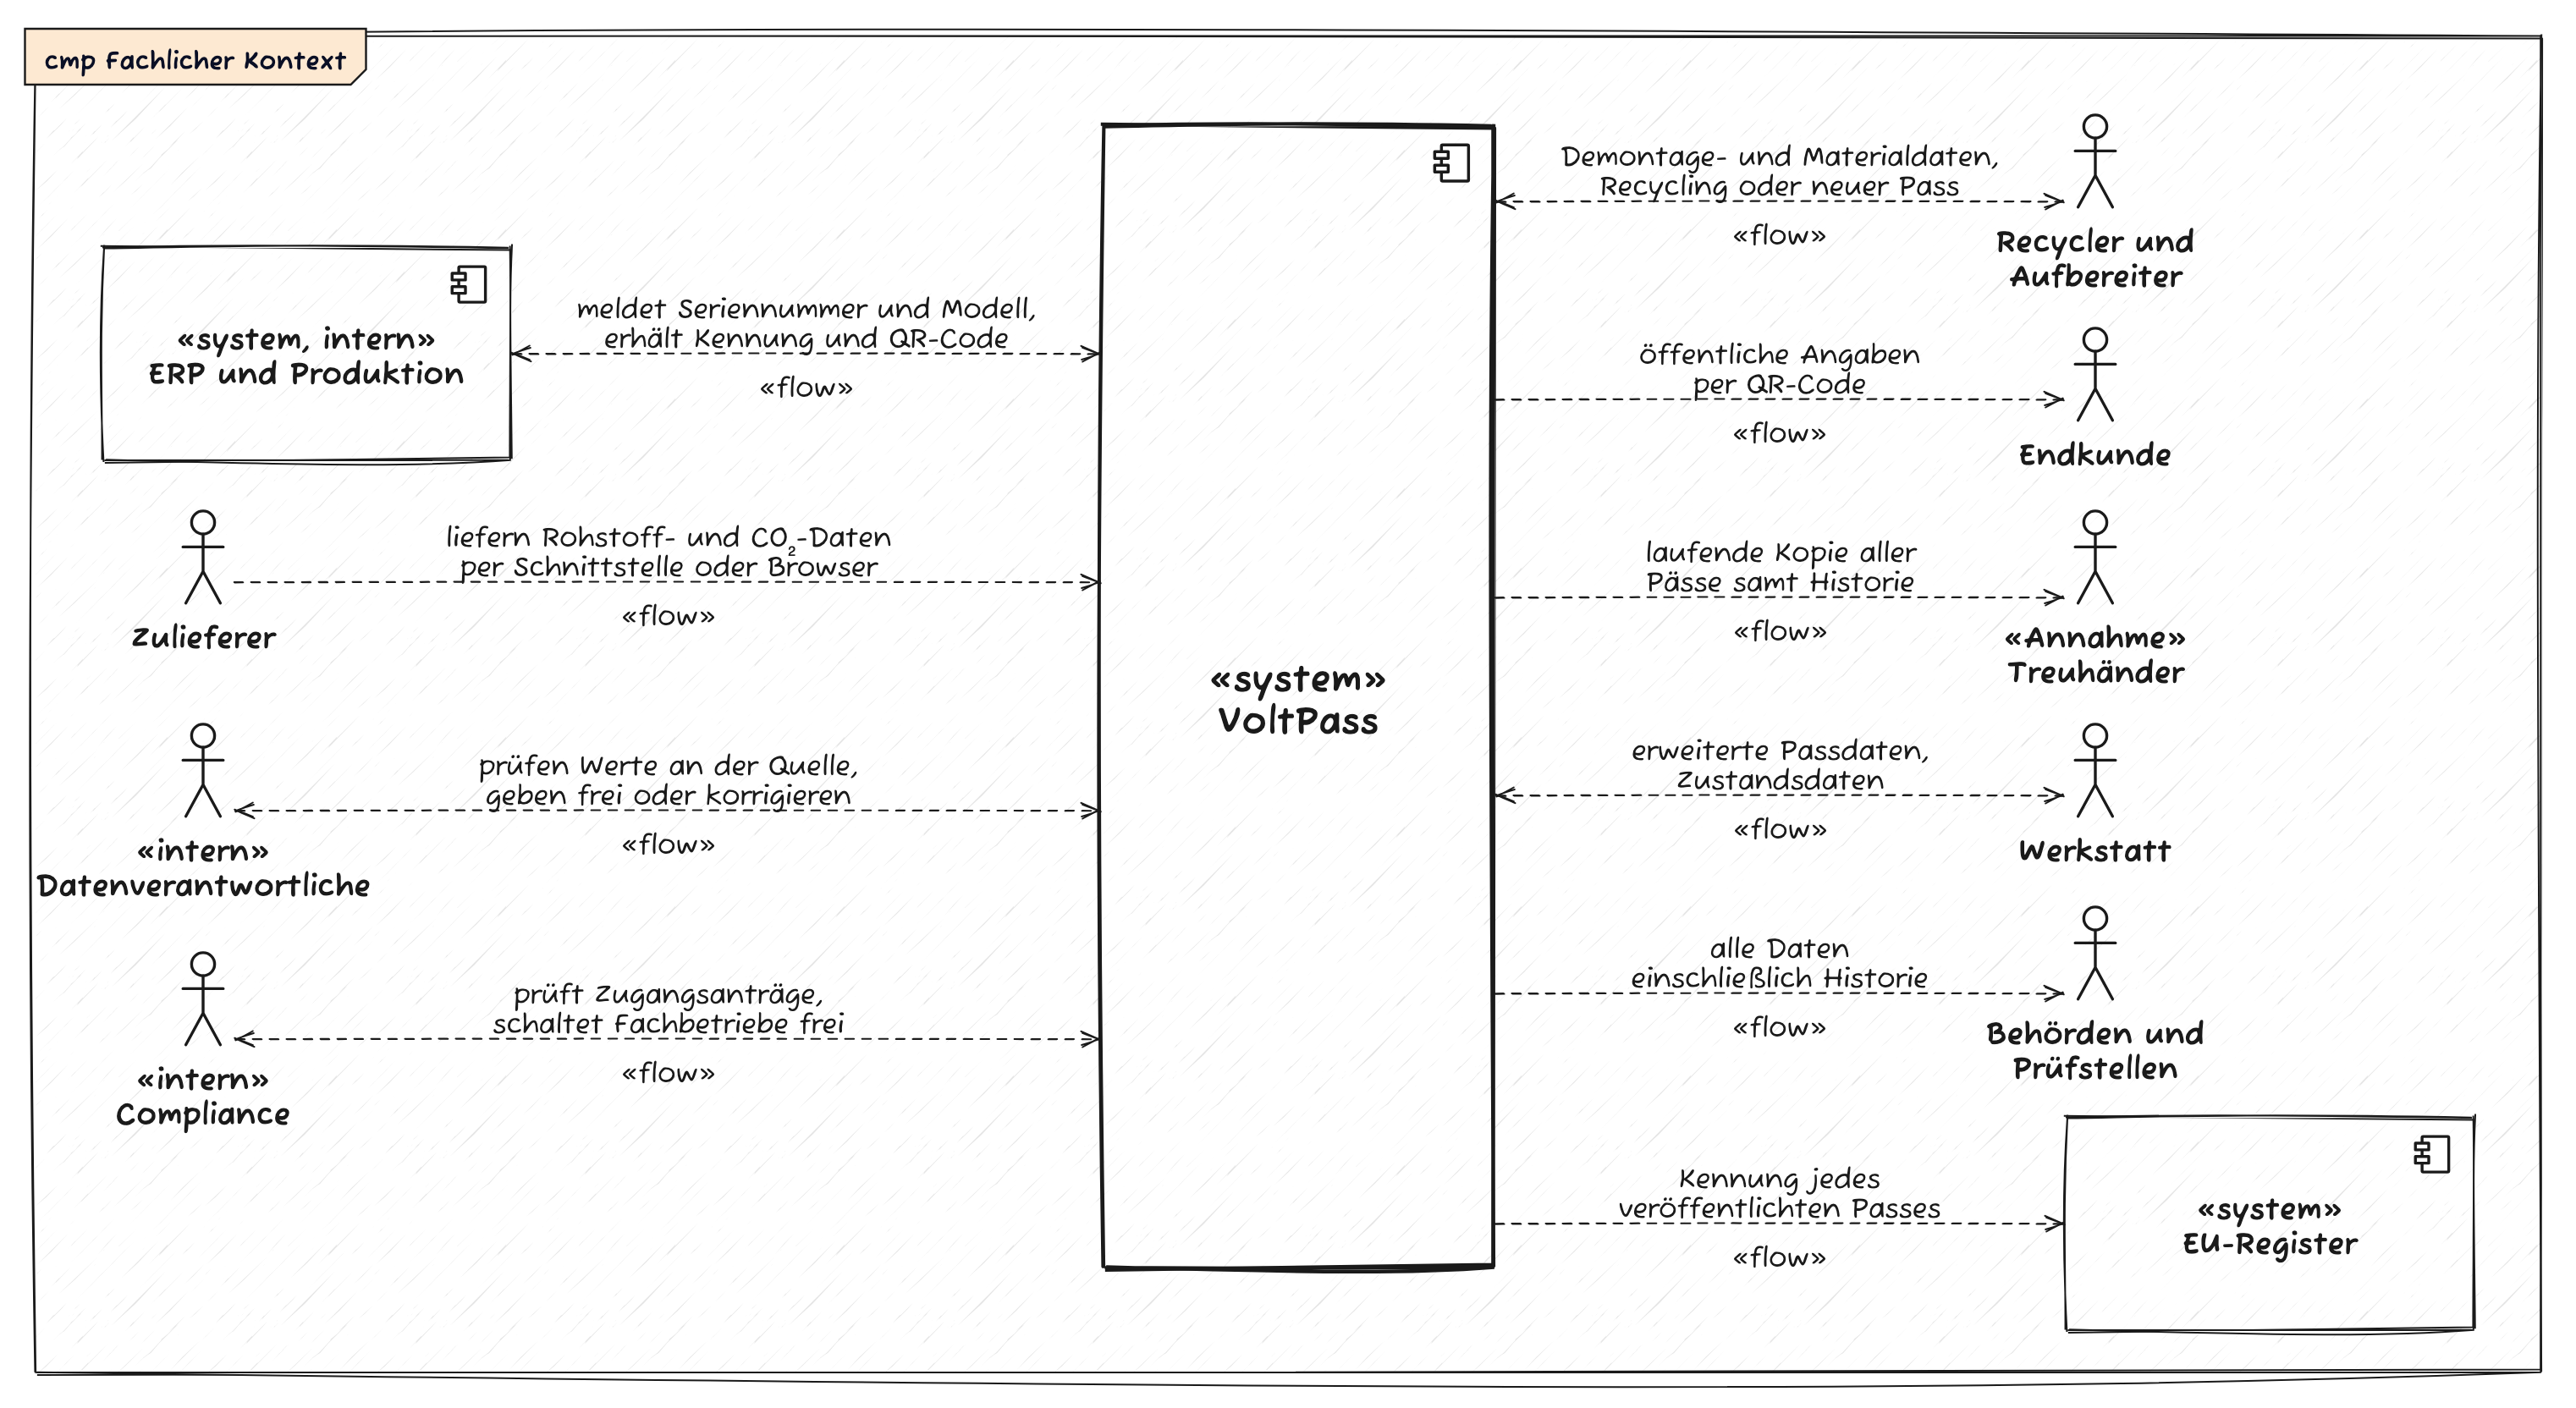 cmp Fachlicher Kontext
«system, intern»
ERP und Produktion
meldet Seriennummer und Modell,
erhält Kennung und QR-Code
«flow»
Zulieferer
liefern Rohstoff- und CO₂-Daten
per Schnittstelle oder Browser
«flow»
«intern»
Datenverantwortliche
prüfen Werte an der Quelle,
geben frei oder korrigieren
«flow»
«intern»
Compliance
prüft Zugangsanträge,
schaltet Fachbetriebe frei
«flow»
«system»
VoltPass
Demontage- und Materialdaten,
Recycling oder neuer Pass
«flow»
Recycler und
Aufbereiter
öffentliche Angaben
per QR-Code
«flow»
Endkunde
laufende Kopie aller
Pässe samt Historie
«flow»
«Annahme»
Treuhänder
erweiterte Passdaten,
Zustandsdaten
«flow»
Werkstatt
alle Daten
einschließlich Historie
«flow»
Behörden und
Prüfstellen
Kennung jedes
veröffentlichten Passes
«flow»
«system»
EU-Register